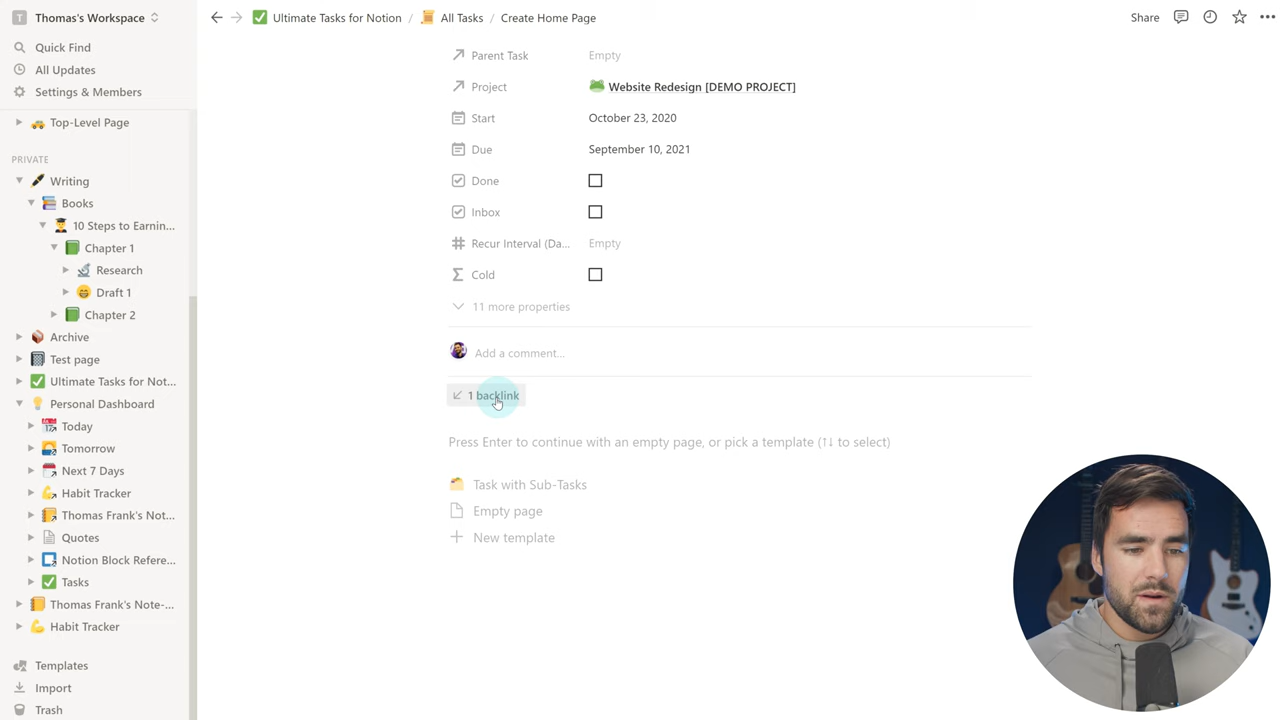 T Thomas's Workspace
Ultimate Tasks for Notion / All Tasks / Create Home Page
Share
Quick Find
All Updates
Settings & Members
Top-Level Page
PRIVATE
Writing
Books
10 Steps to Earnin...
Chapter 1
Research
Draft 1
Chapter 2
Archive
Test page
Ultimate Tasks for Not...
Personal Dashboard
Today
Tomorrow
Next 7 Days
Habit Tracker
Thomas Frank's Not...
Quotes
Notion Block Refere...
Tasks
Thomas Frank's Note-...
Habit Tracker
Templates
Import
Trash
Parent Task Empty
Project Website Redesign [DEMO PROJECT]
Start October 23, 2020
Due September 10, 2021
Done
Inbox
Recur Interval (Da... Empty
Cold
11 more properties
Add a comment...
1 backlink
Press Enter to continue with an empty page, or pick a template (↑↓ to select)
Task with Sub-Tasks
Empty page
New template